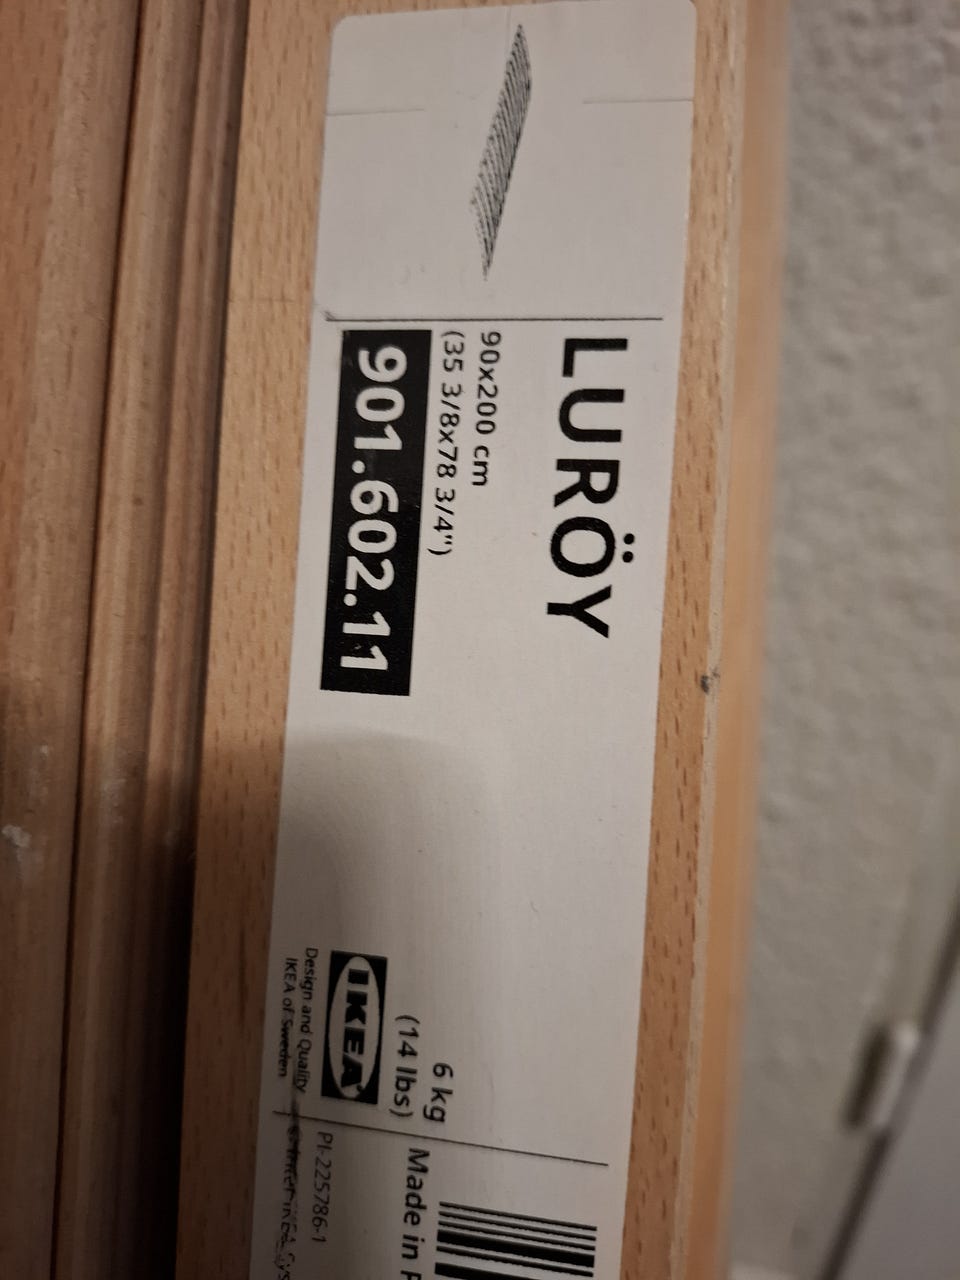 LURÖY
90x200 cm
(35 3/8x78 3/4")
901.602.11
6 kg
(14 lbs)
IKEA®
Design and Quality
IKEA of Sweden
Made in
PI-225786-1